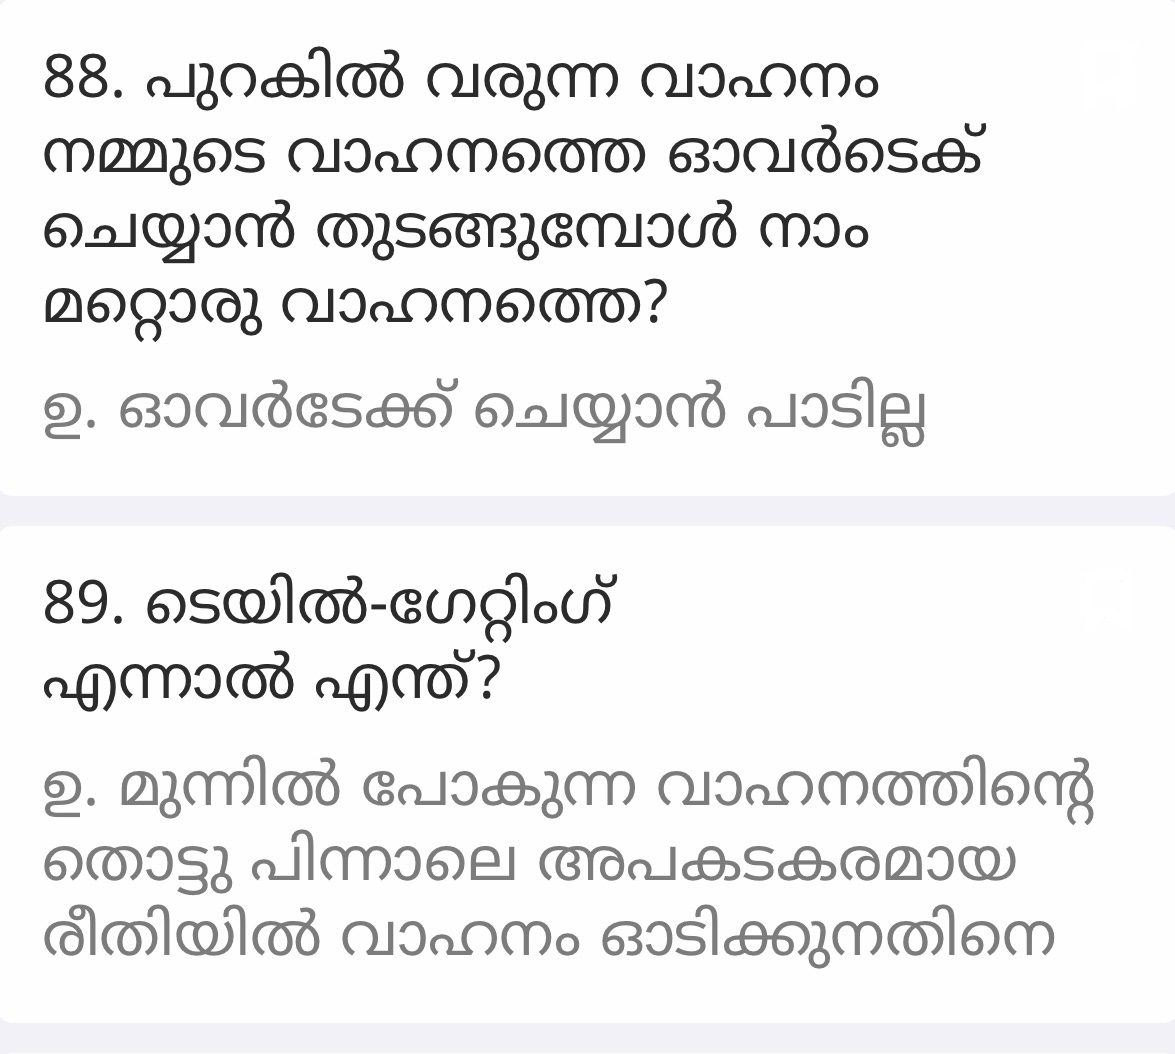 88. പുറകിൽ വരുന്ന വാഹനം
നമ്മുടെ വാഹനത്തെ ഓവർടെക്
ചെയ്യാൻ തുടങ്ങുമ്പോൾ നാം
മറ്റൊരു വാഹനത്തെ?
ഉ. ഓവർടേക്ക് ചെയ്യാൻ പാടില്ല
89. ടെയിൽ-ഗേറ്റിംഗ്
എന്നാൽ എന്ത്?
ഉ. മുന്നിൽ പോകുന്ന വാഹനത്തിന്റെ
തൊട്ടു പിന്നാലെ അപകടകരമായ
രീതിയിൽ വാഹനം ഓടിക്കുനതിനെ